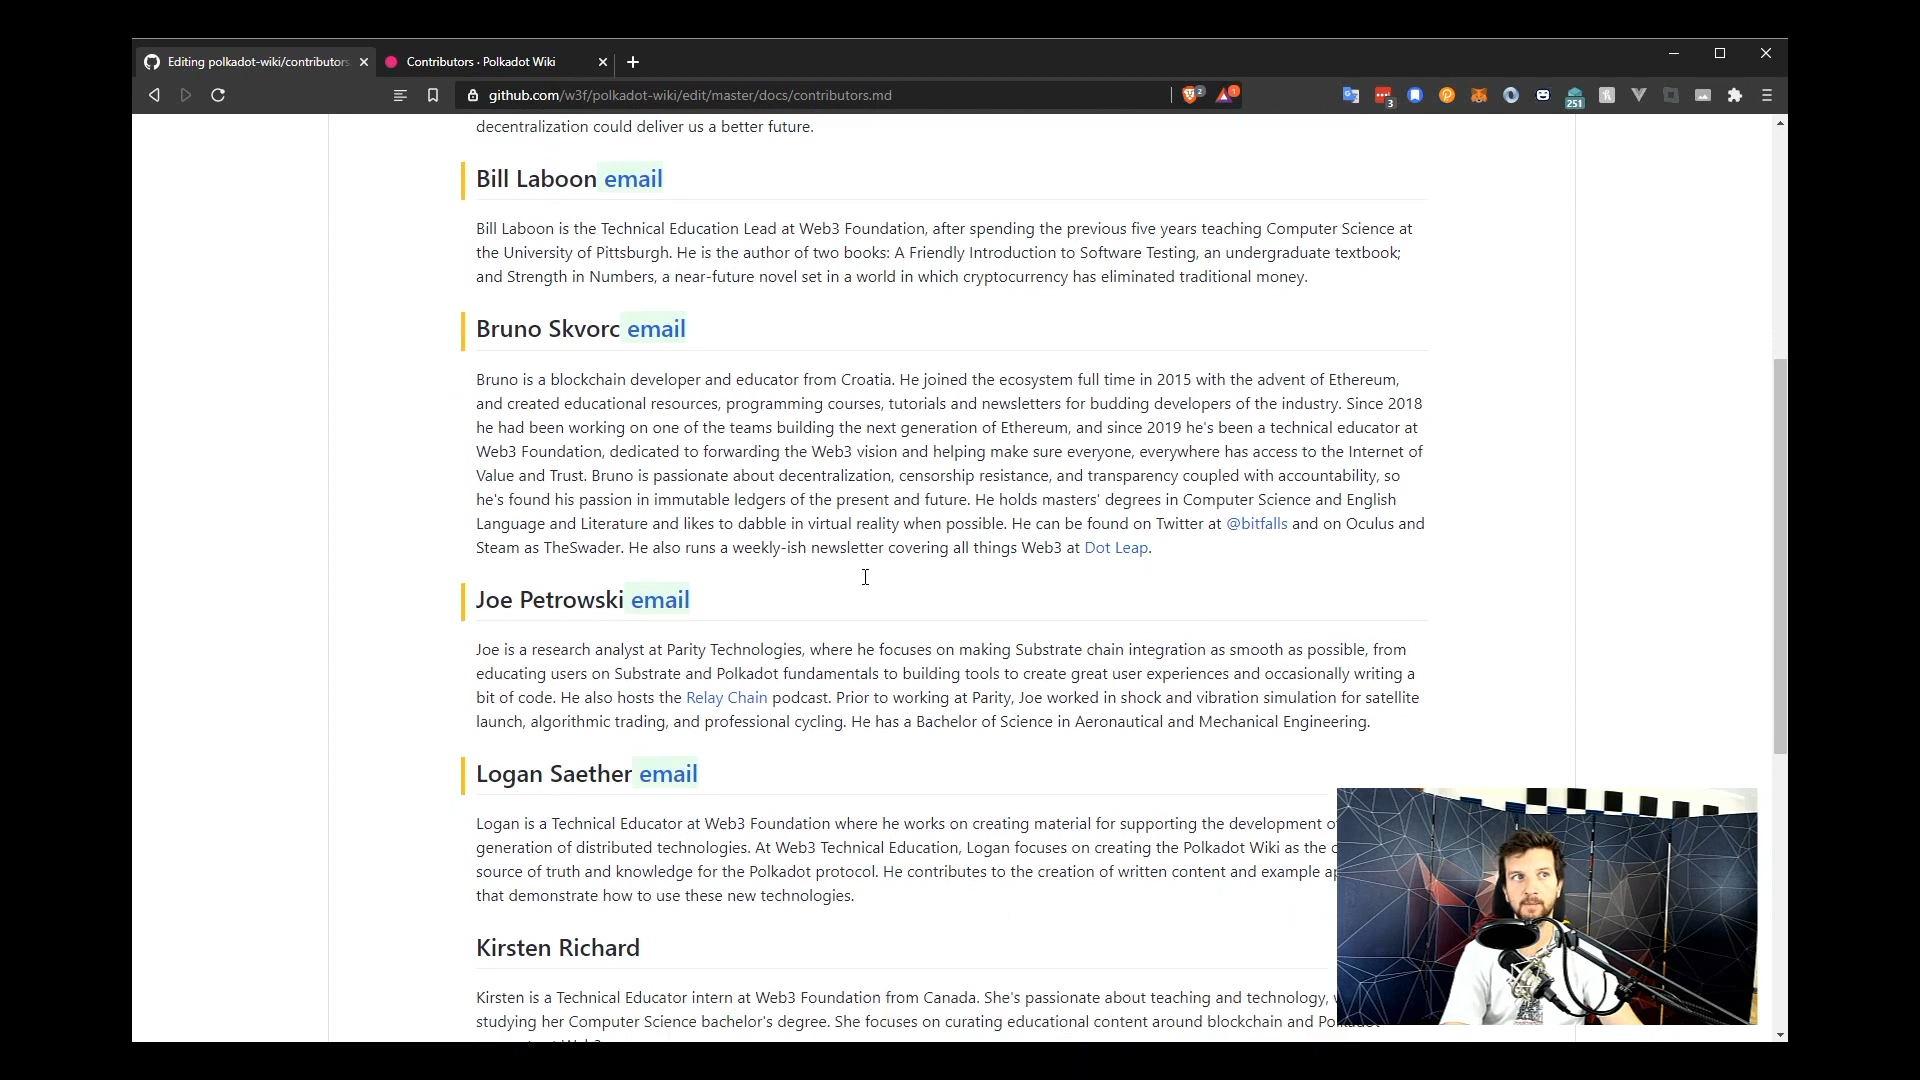 Editing polkadot-wiki/contributors
Contributors · Polkadot Wiki
github.com/w3f/polkadot-wiki/edit/master/docs/contributors.md
2
1
3
251
decentralization could deliver us a better future.
Bill Laboon email
Bill Laboon is the Technical Education Lead at Web3 Foundation, after spending the previous five years teaching Computer Science at
the University of Pittsburgh. He is the author of two books: A Friendly Introduction to Software Testing, an undergraduate textbook;
and Strength in Numbers, a near-future novel set in a world in which cryptocurrency has eliminated traditional money.
Bruno Skvorc email
Bruno is a blockchain developer and educator from Croatia. He joined the ecosystem full time in 2015 with the advent of Ethereum,
and created educational resources, programming courses, tutorials and newsletters for budding developers of the industry. Since 2018
he had been working on one of the teams building the next generation of Ethereum, and since 2019 he's been a technical educator at
Web3 Foundation, dedicated to forwarding the Web3 vision and helping make sure everyone, everywhere has access to the Internet of
Value and Trust. Bruno is passionate about decentralization, censorship resistance, and transparency coupled with accountability, so
he's found his passion in immutable ledgers of the present and future. He holds masters' degrees in Computer Science and English
Language and Literature and likes to dabble in virtual reality when possible. He can be found on Twitter at @bitfalls and on Oculus and
Steam as TheSwader. He also runs a weekly-ish newsletter covering all things Web3 at Dot Leap.
Joe Petrowski email
Joe is a research analyst at Parity Technologies, where he focuses on making Substrate chain integration as smooth as possible, from
educating users on Substrate and Polkadot fundamentals to building tools to create great user experiences and occasionally writing a
bit of code. He also hosts the Relay Chain podcast. Prior to working at Parity, Joe worked in shock and vibration simulation for satellite
launch, algorithmic trading, and professional cycling. He has a Bachelor of Science in Aeronautical and Mechanical Engineering.
Logan Saether email
Logan is a Technical Educator at Web3 Foundation where he works on creating material for supporting the development
generation of distributed technologies. At Web3 Technical Education, Logan focuses on creating the Polkadot Wiki as the
source of truth and knowledge for the Polkadot protocol. He contributes to the creation of written content and example
that demonstrate how to use these new technologies.
Kirsten Richard
Kirsten is a Technical Educator intern at Web3 Foundation from Canada. She's passionate about teaching and technology,
studying her Computer Science bachelor's degree. She focuses on curating educational content around blockchain and